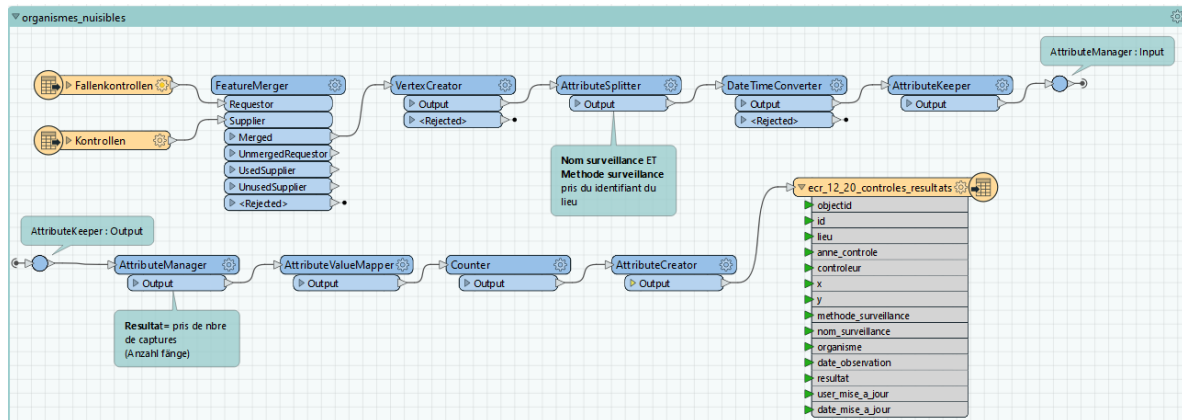 organismes_nuisibles
AttributeManager : Input
Fallenkontrollen
FeatureMerger
VertexCreator
AttributeSplitter
DateTimeConverter
AttributeKeeper
Requestor
Output
Output
Output
Output
Supplier
<Rejected>
<Rejected>
Kontrollen
Merged
UnmergedRequestor
UsedSupplier
UnusedSupplier
<Rejected>
Nom surveillance ET
Methode surveillance
pris du identifiant du
lieu
ecr_12_20_controles_resultats
objectid
id
lieu
anne_controle
controleur
x
y
methode_surveillance
nom_surveillance
organisme
date_observation
resultat
user_mise_a_jour
date_mise_a_jour
AttributeKeeper : Output
AttributeManager
AttributeValueMapper
Counter
AttributeCreator
Output
Output
Output
Output
Resultat= pris de nbre
de captures
(Anzahl fänge)